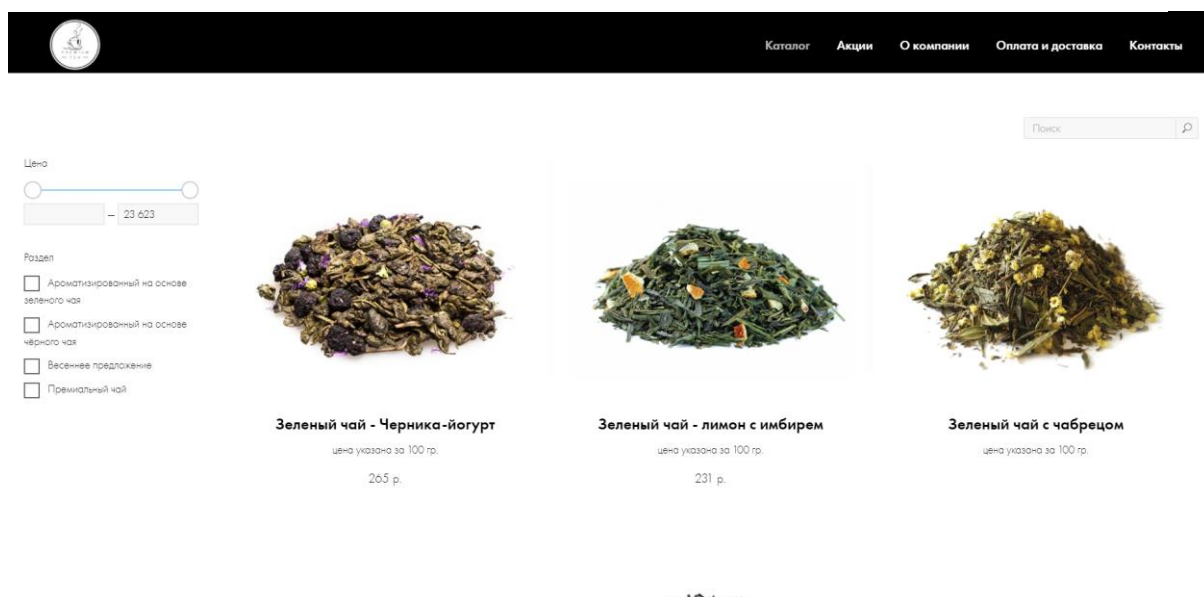 Каталог Акции О компании Оплата и доставка Контакты
Поиск
Цена
— 23 623
Раздел
Ароматизированный на основе
зеленого чая
Ароматизированный на основе
чёрного чая
Весеннее предложение
Премиальный чай
Зеленый чай - Черника-йогурт
цена указана за 100 гр.
265 р.
Зеленый чай - лимон с имбирем
цена указана за 100 гр.
231 р.
Зеленый чай с чабрецом
цена указана за 100 гр.